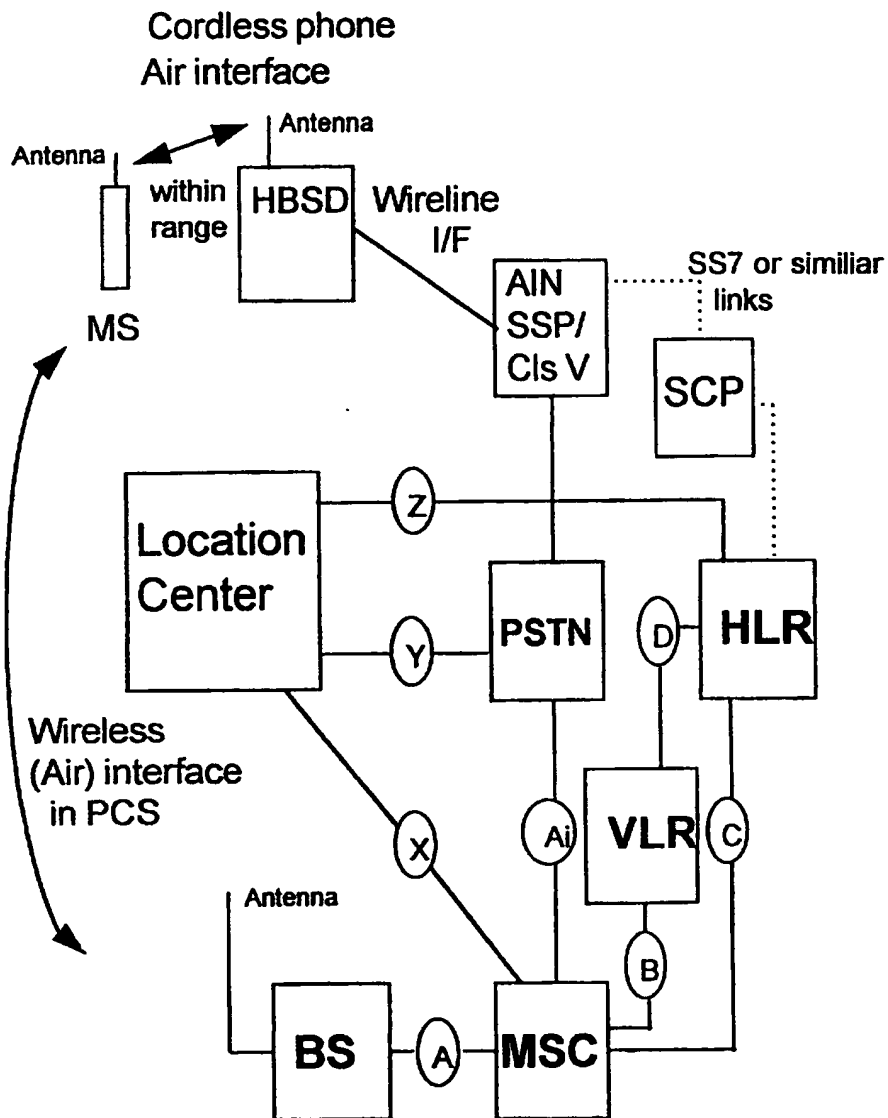 Cordless phone
Air interface
Antenna
Antenna
within
range
HBSD
Wireline
I/F
MS
AIN
SSP/
Cls V
SS7 or similiar
links
SCP
Location
Center
Z
Y
PSTN
D
HLR
Wireless
(Air) interface
in PCS
X
Ai
VLR
C
Antenna
B
BS
A
MSC